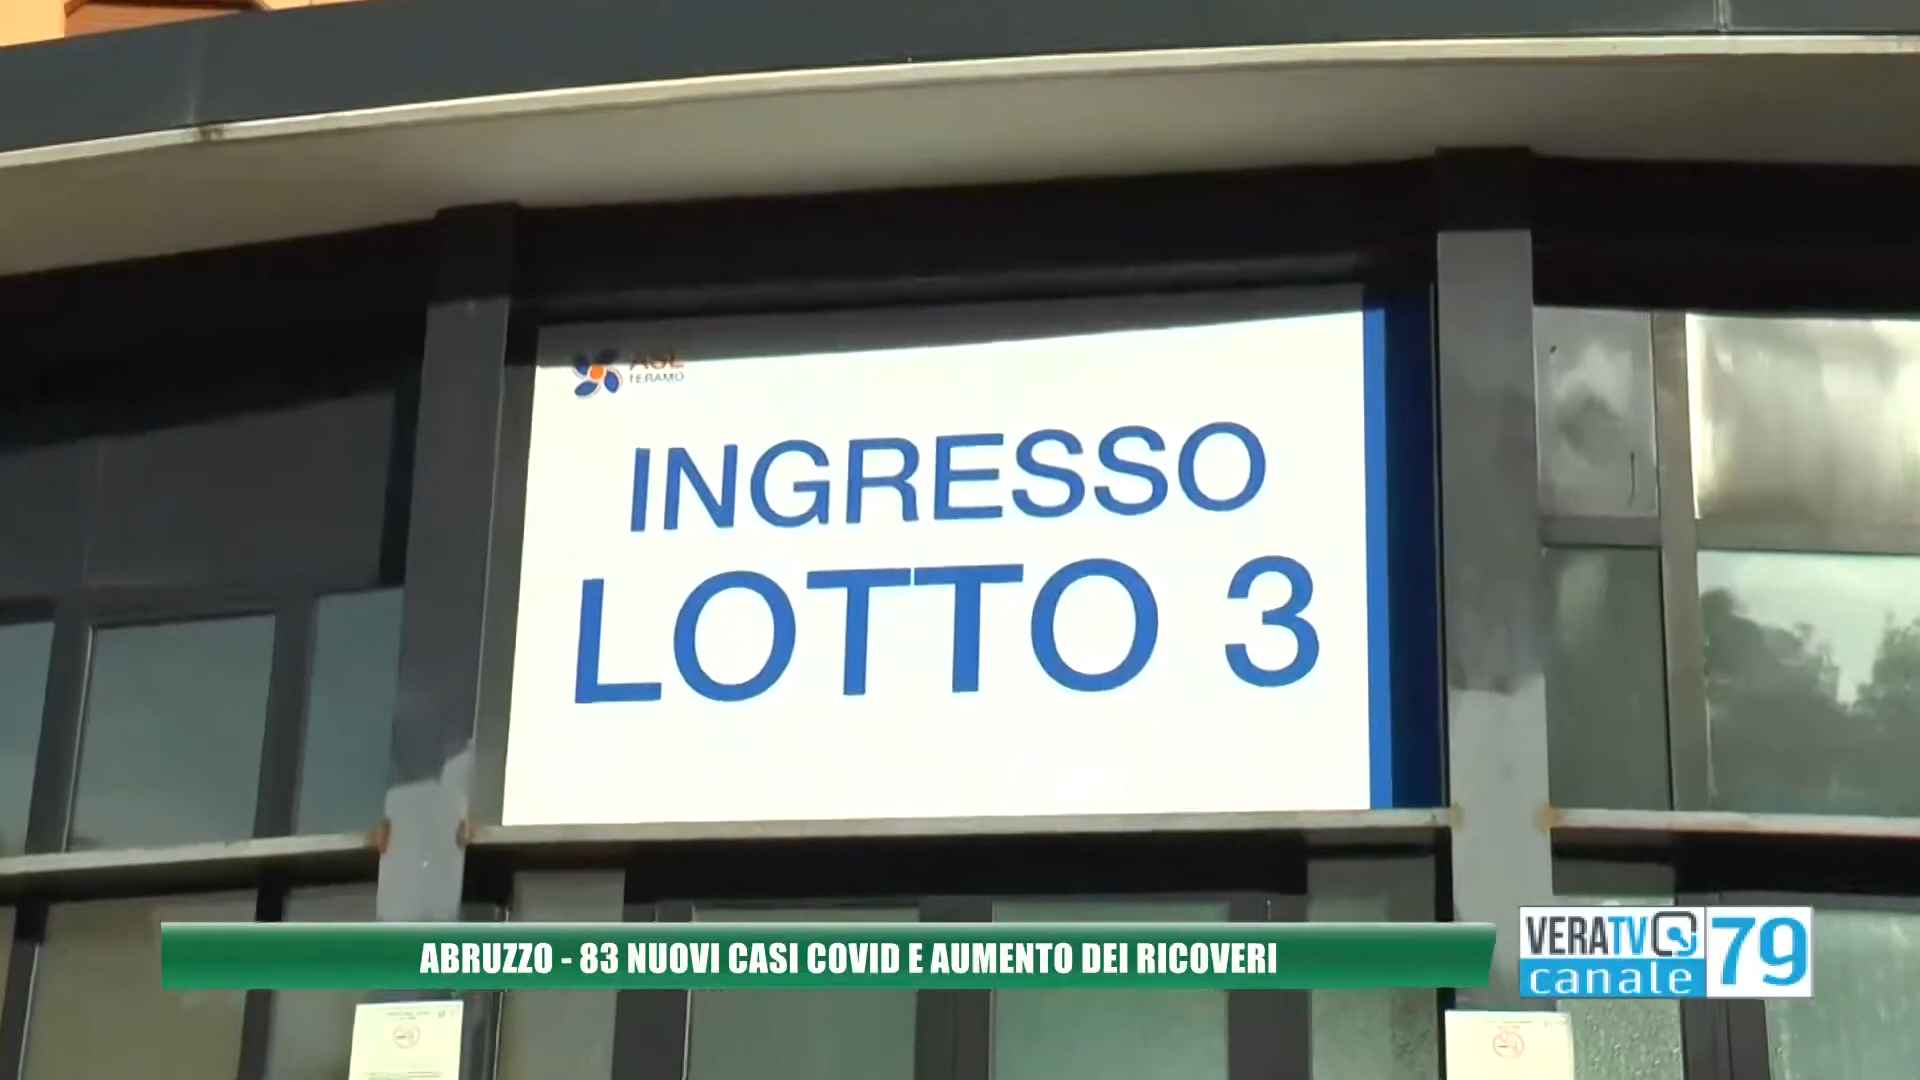 ASL
TERAMO
INGRESSO
LOTTO 3
ABRUZZO - 83 NUOVI CASI COVID E AUMENTO DEI RICOVERI
VERATV
canale
79